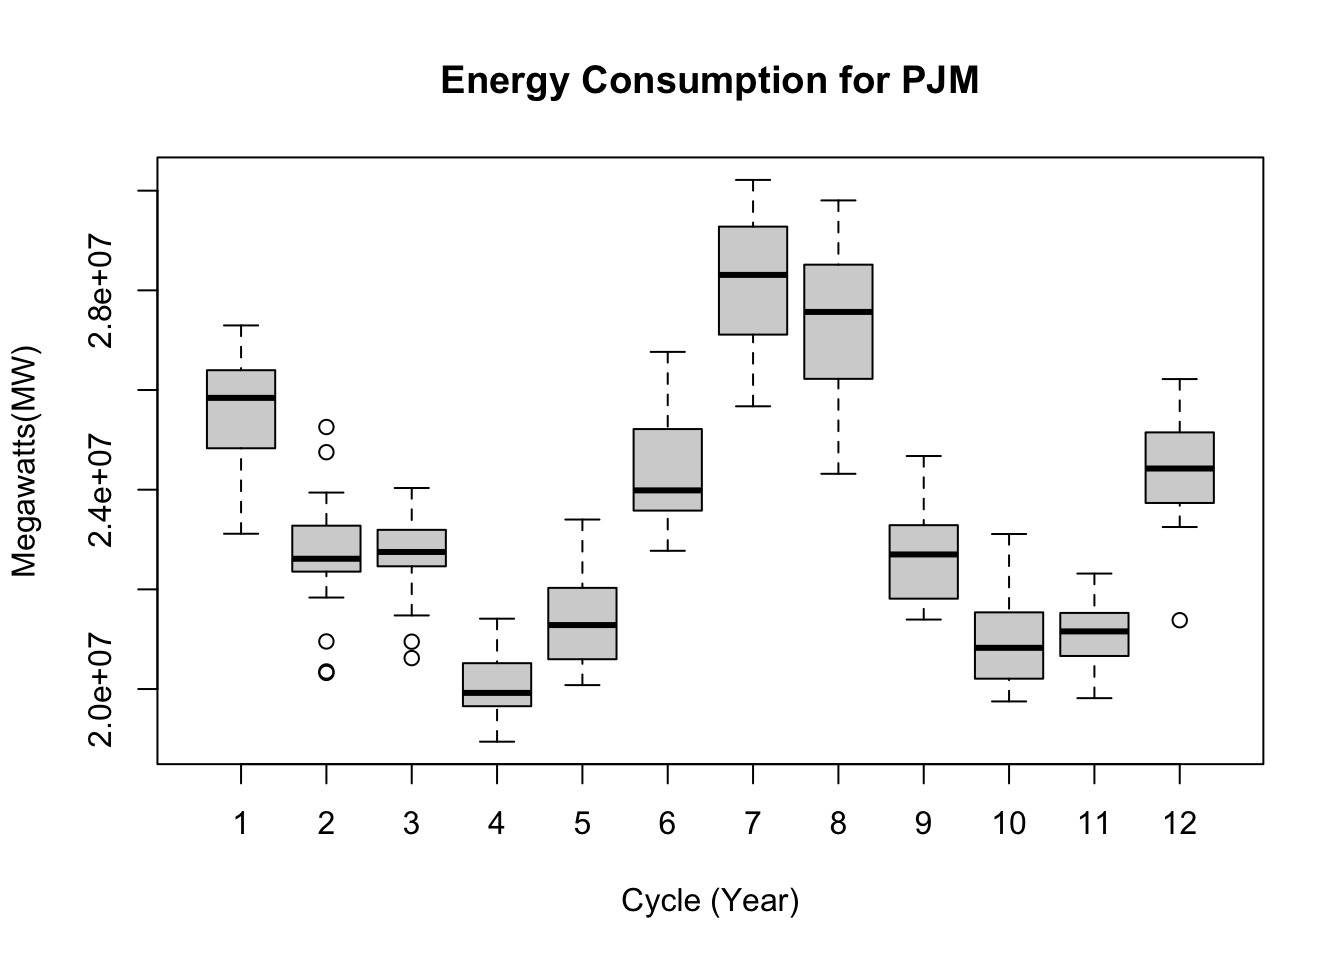 Energy Consumption for PJM
Megawatts(MW)
2.8e+07
2.4e+07
2.0e+07
1 2 3 4 5 6 7 8 9 10 11 12
Cycle (Year)